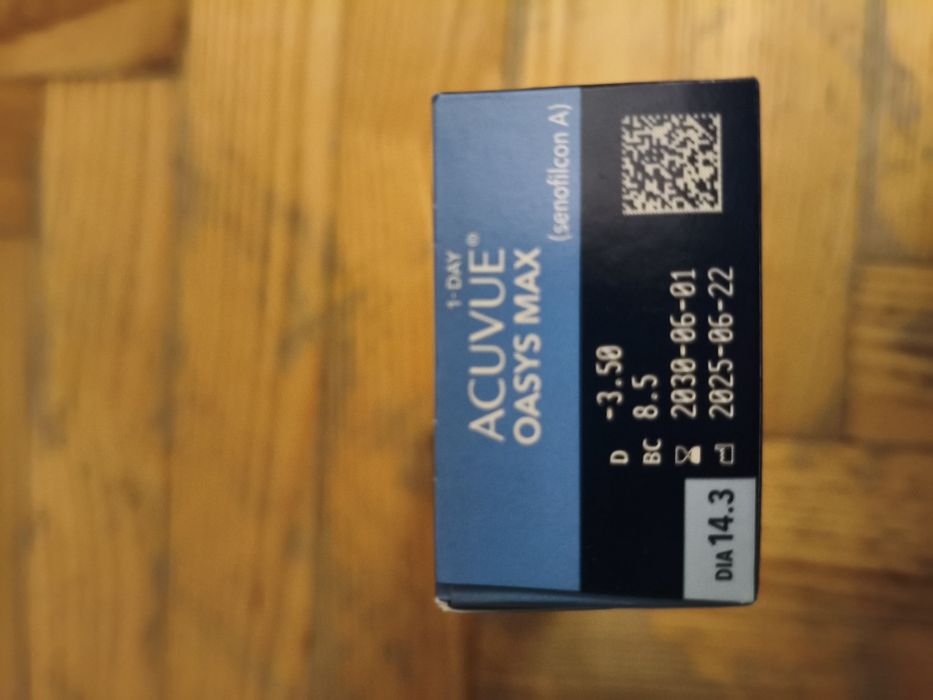 1-DAY
ACUVUE®
OASYS MAX
(senofilcon A)
D -3.50
BC 8.5
2030-06-01
2025-06-22
DIA 14.3